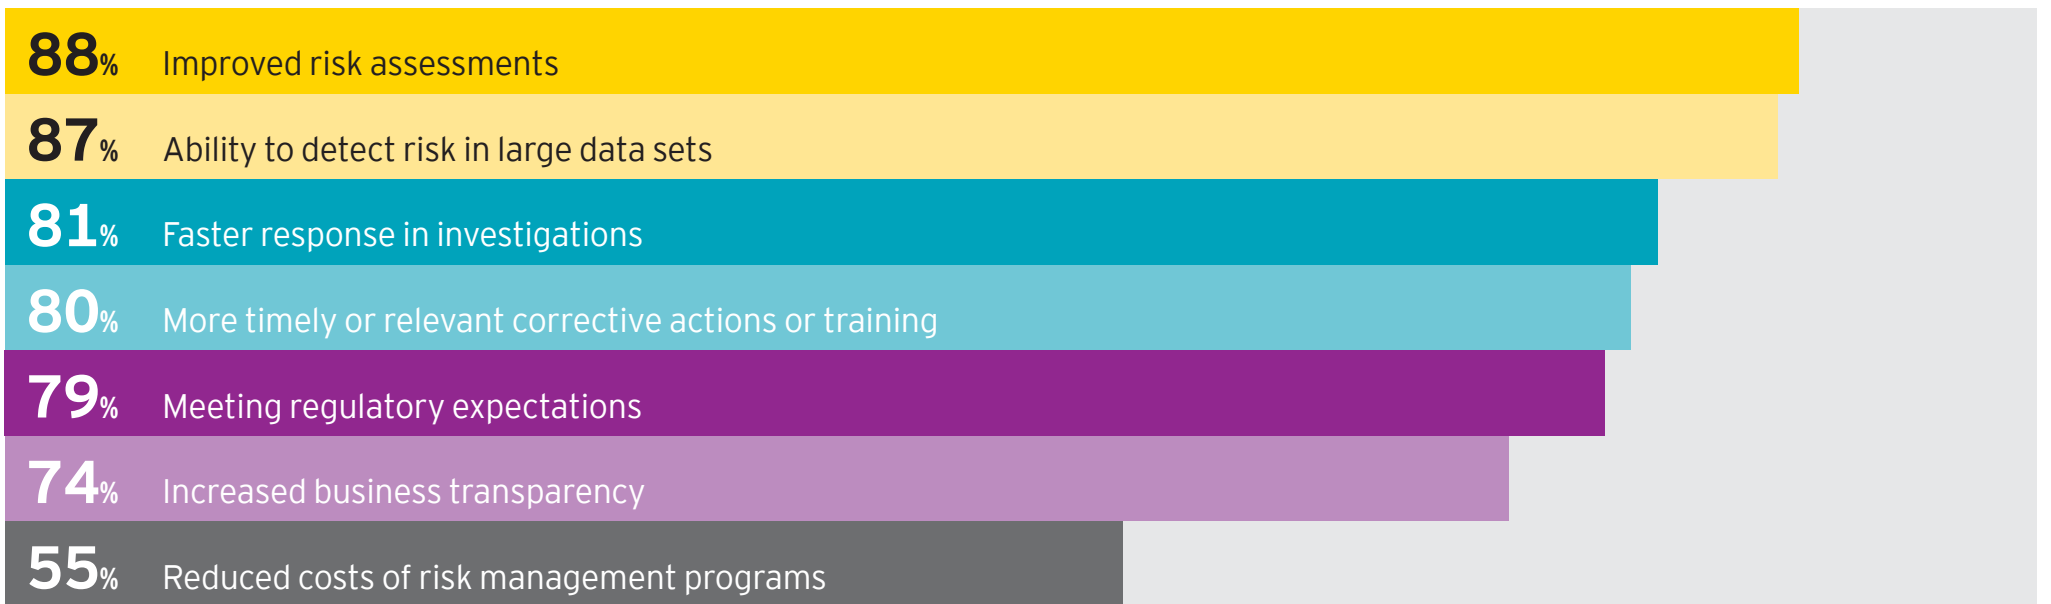 88% Improved risk assessments
87% Ability to detect risk in large data sets
81% Faster response in investigations
80% More timely or relevant corrective actions or training
79% Meeting regulatory expectations
74% Increased business transparency
55% Reduced costs of risk management programs